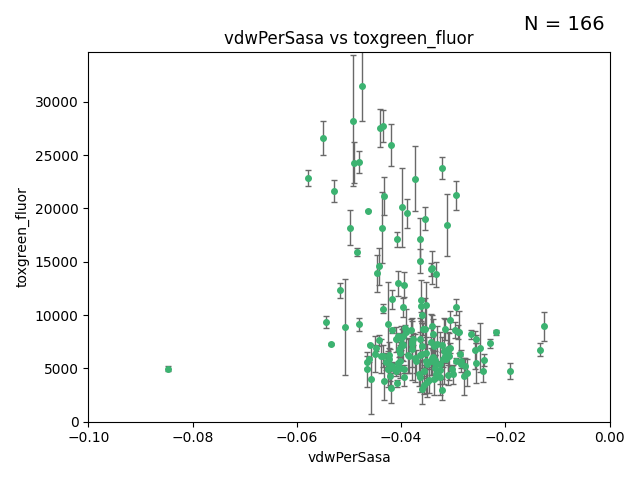 N = 166
vdwPerSasa vs toxgreen_fluor
30000
25000
20000
15000
10000
5000
0
toxgreen_fluor
−0.10 −0.08 −0.06 −0.04 −0.02 0.00
vdwPerSasa